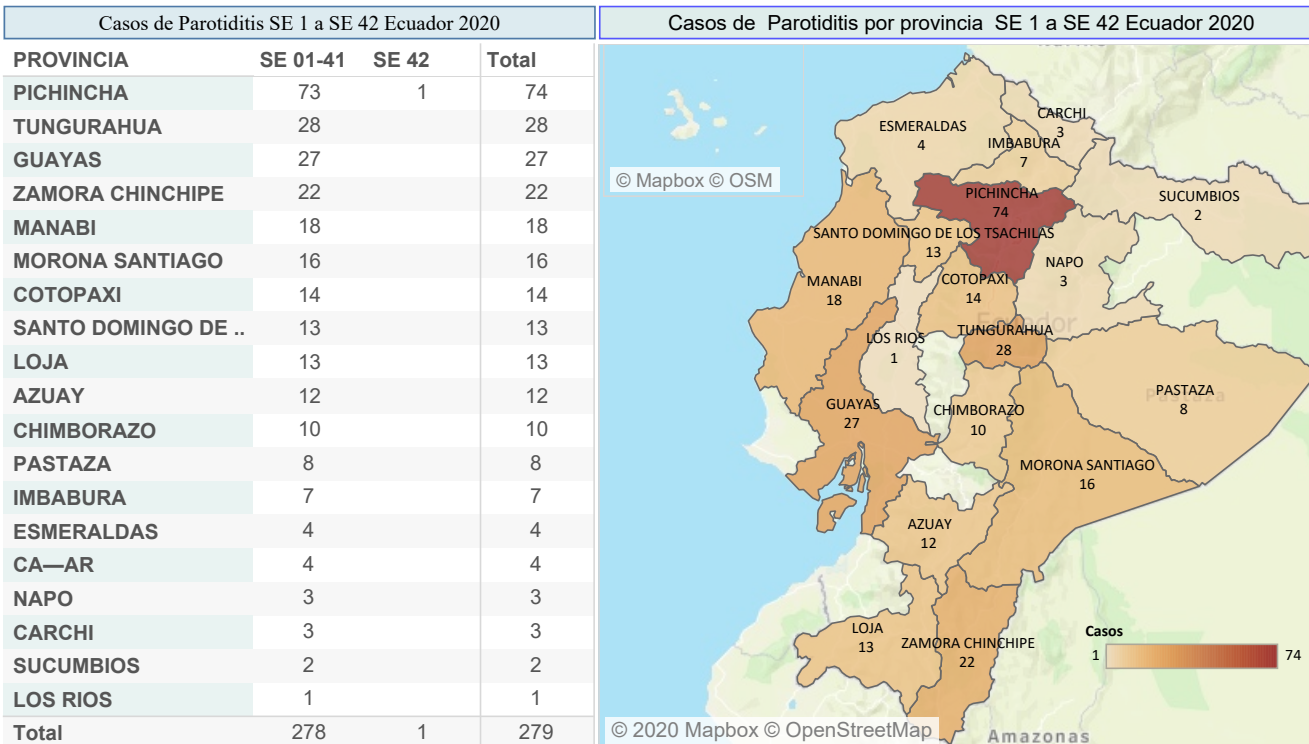 Casos de Parotiditis SE 1 a SE 42 Ecuador 2020
PROVINCIA SE 01-41 SE 42 Total
PICHINCHA 73 1 74
TUNGURAHUA 28 28
GUAYAS 27 27
ZAMORA CHINCHIPE 22 22
MANABI 18 18
MORONA SANTIAGO 16 16
COTOPAXI 14 14
SANTO DOMINGO DE .. 13 13
LOJA 13 13
AZUAY 12 12
CHIMBORAZO 10 10
PASTAZA 8 8
IMBABURA 7 7
ESMERALDAS 4 4
CA—AR 4 4
NAPO 3 3
CARCHI 3 3
SUCUMBIOS 2 2
LOS RIOS 1 1
Total 278 1 279
Casos de Parotiditis por provincia SE 1 a SE 42 Ecuador 2020
© Mapbox © OSM
ESMERALDAS
4
CARCHI
3
IMBABURA
7
PICHINCHA
74
SUCUMBIOS
2
SANTO DOMINGO DE LOS TSACHILAS
13
NAPO
3
MANABI
18
COTOPAXI
14
Ecuador
TUNGURAHUA
28
LOS RIOS
1
PASTAZA
8
Pastaza
GUAYAS
27
CHIMBORAZO
10
MORONA SANTIAGO
16
AZUAY
12
LOJA
13
ZAMORA CHINCHIPE
22
Casos
1 74
© 2020 Mapbox © OpenStreetMap
Amazonas